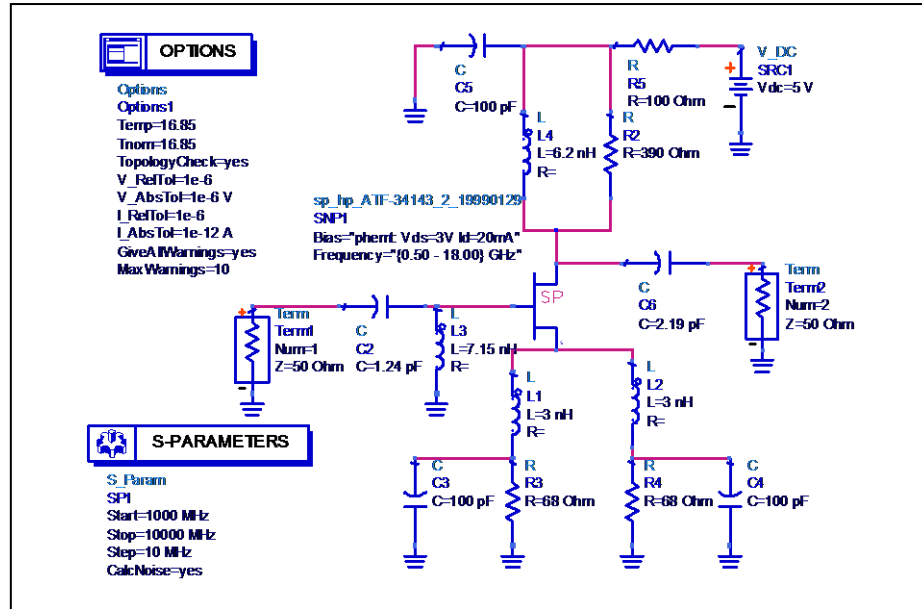 OPTIONS
Options
Options1
Temp=16.85
Tnom=16.85
TopologyCheck=yes
V_RelTol=1e-6
V_AbsTol=1e-6 V
I_RelTol=1e-6
I_AbsTol=1e-12 A
GiveAllWarnings=yes
MaxWarnings=10
C
C5
C=100 pF
R
R5
R=100 Ohm
V_DC
SRC1
Vdc=5 V
+
-
L
L4
L=6.2 nH
R=
R
R2
R=390 Ohm
sp_hp_ATF-34143_2_19990129
SNP1
Bias="phemt: Vds=3V Id=20mA"
Frequency="{0.50 - 18.00} GHz"
SP
+
Term
Term1
Num=1
Z=50 Ohm
-
C
C2
C=1.24 pF
L
L3
L=7.15 nH
R=
C
C6
C=2.19 pF
+
Term
Term2
Num=2
Z=50 Ohm
-
L
L1
L=3 nH
R=
L
L2
L=3 nH
R=
C
C3
C=100 pF
R
R3
R=68 Ohm
R
R4
R=68 Ohm
C
C4
C=100 pF
S-PARAMETERS
S_Param
SP1
Start=1000 MHz
Stop=10000 MHz
Step=10 MHz
CalcNoise=yes